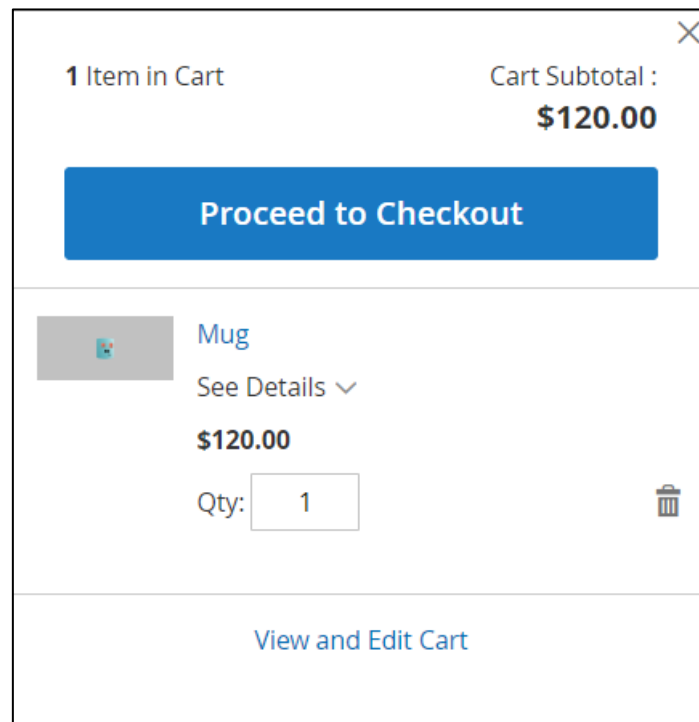 1 Item in Cart
Cart Subtotal :
$120.00
Proceed to Checkout
Mug
See Details
$120.00
Qty: 1
View and Edit Cart